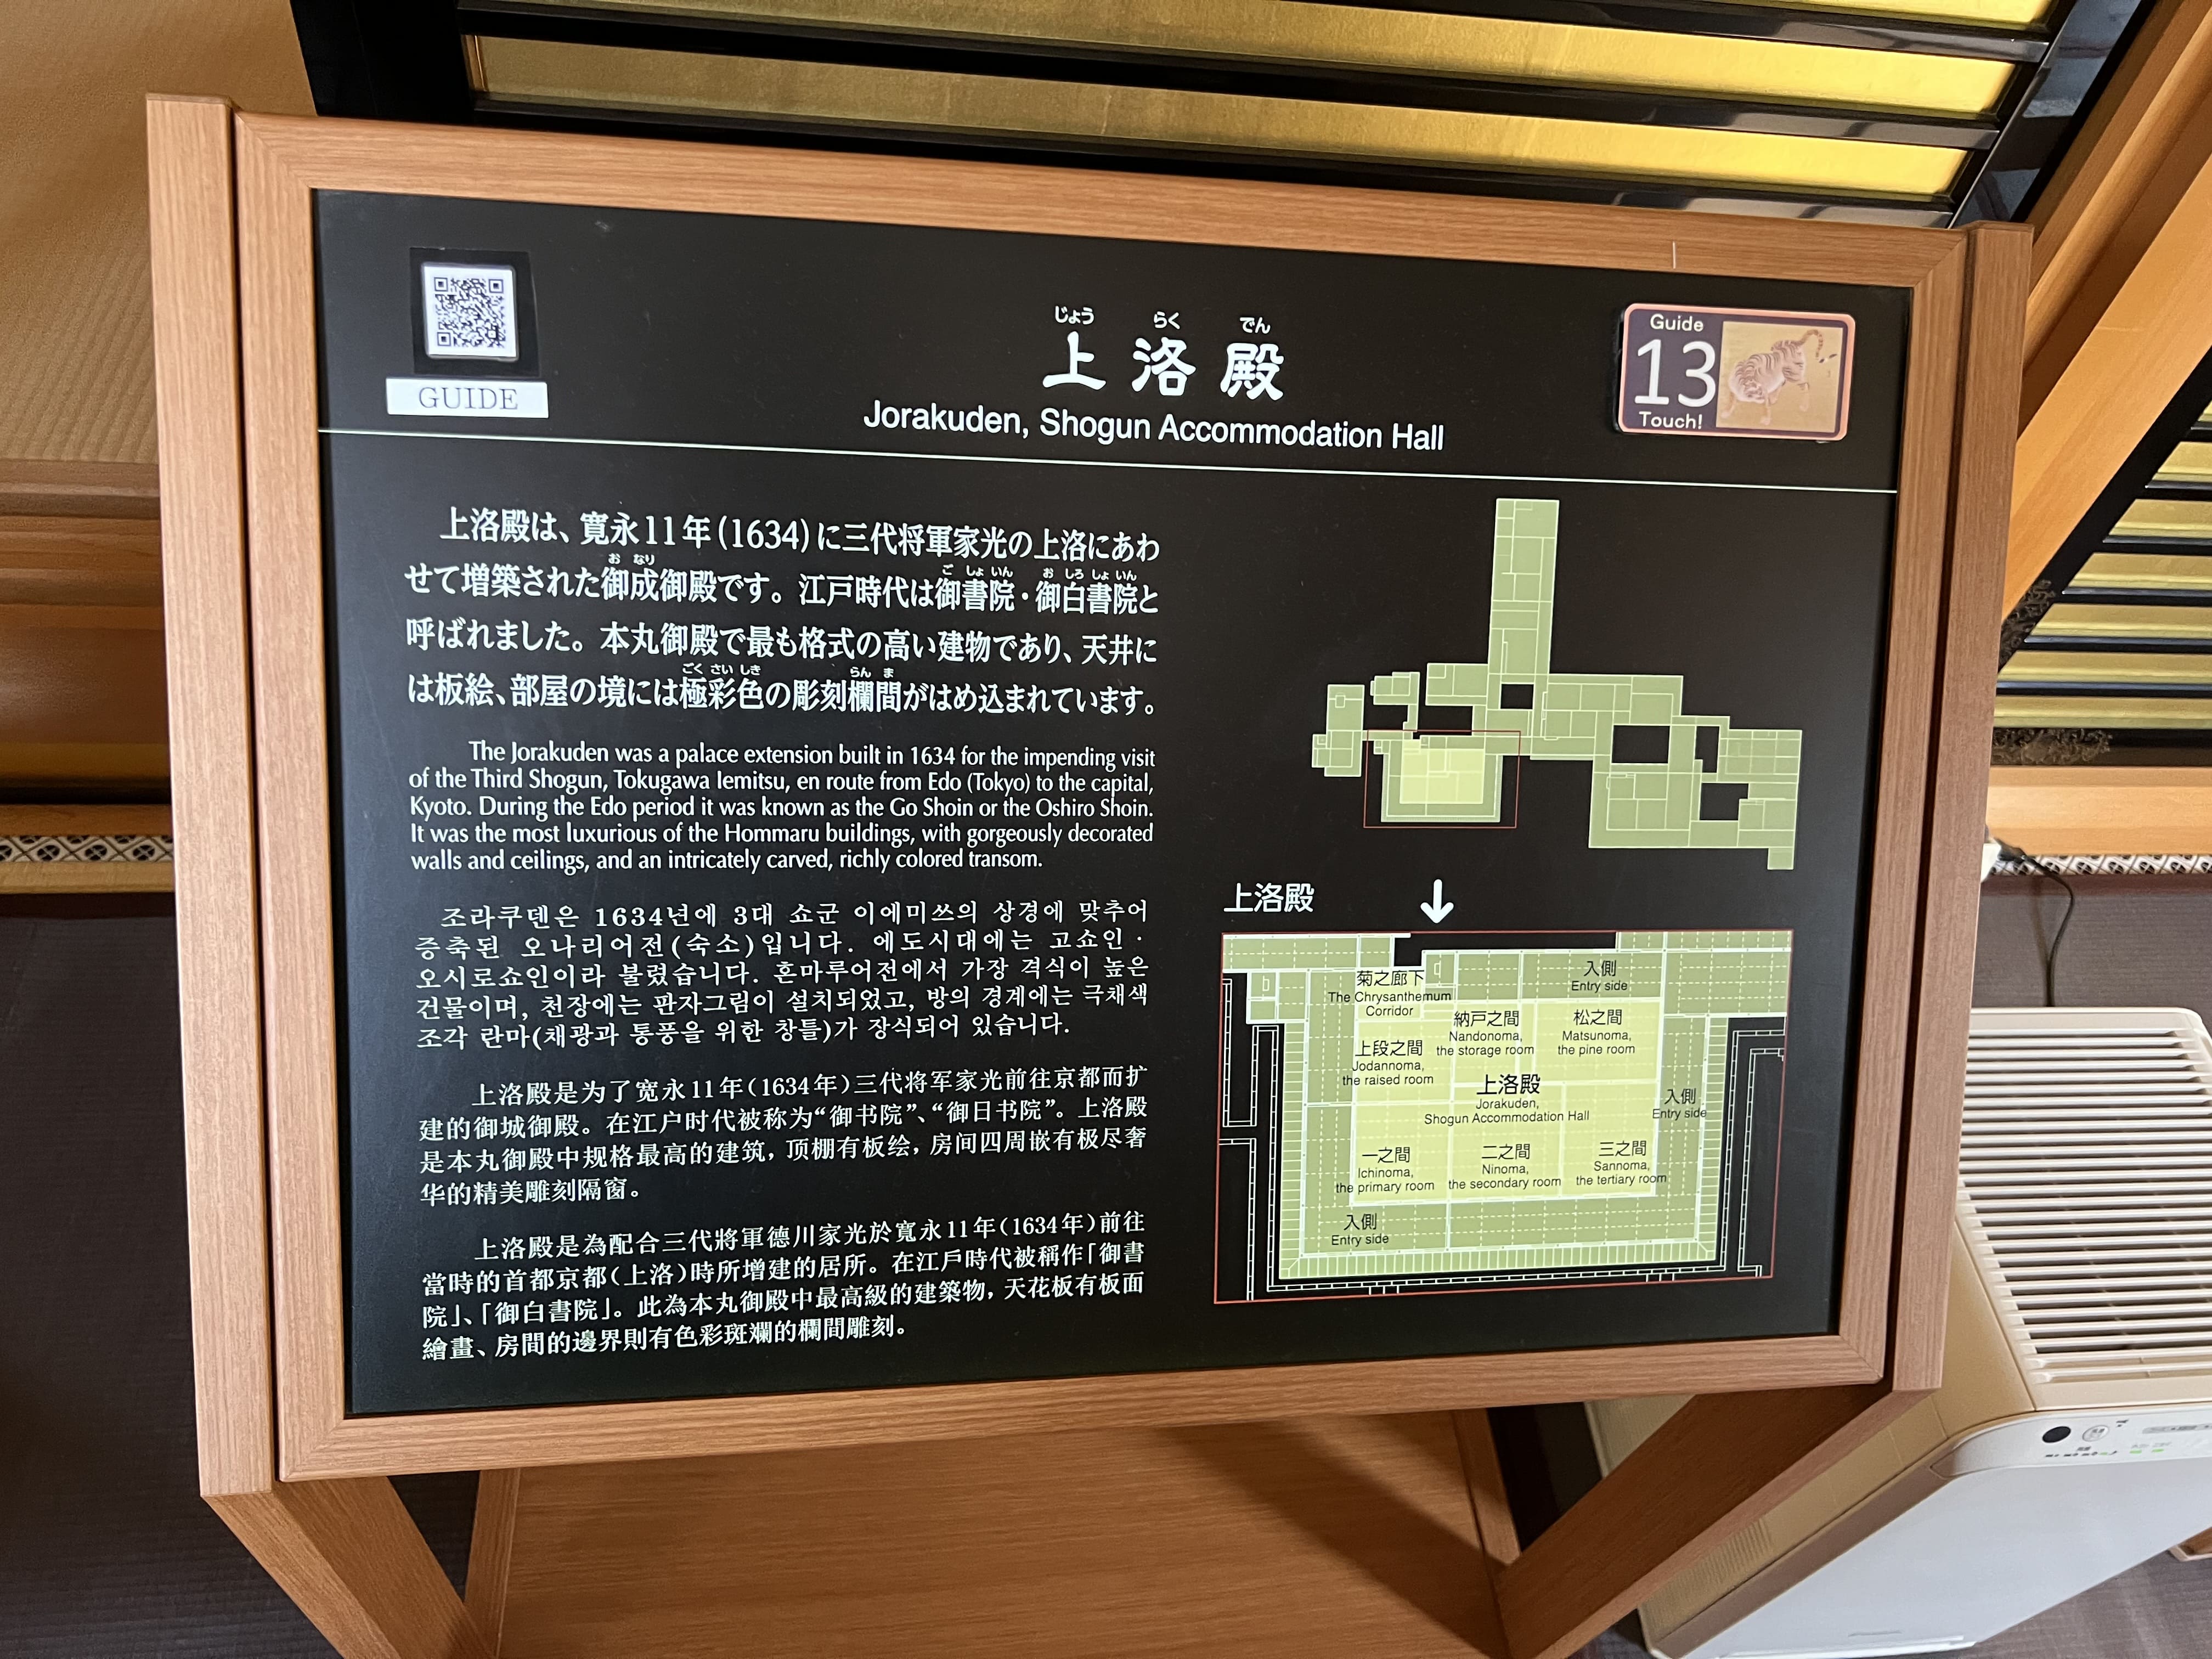 GUIDE
じょう らく でん
上洛殿
Jorakuden, Shogun Accommodation Hall
Guide
13
Touch!
上洛殿は、寛永11年(1634)に三代将軍家光の上洛にあわ
おなり ごしょいん おしろしょいん
せて増築された御成御殿です。江戸時代は御書院・御白書院と
呼ばれました。本丸御殿で最も格式の高い建物であり、天井に
ごくさいしき らんま
は板絵、部屋の境には極彩色の彫刻欄間がはめ込まれています。
The Jorakuden was a palace extension built in 1634 for the impending visit
of the Third Shogun, Tokugawa Iemitsu, en route from Edo (Tokyo) to the capital,
Kyoto. During the Edo period it was known as the Go Shoin or the Oshiro Shoin.
It was the most luxurious of the Hommaru buildings, with gorgeously decorated
walls and ceilings, and an intricately carved, richly colored transom.
조라쿠덴은 1634년에 3대 쇼군 이에미쓰의 상경에 맞추어
증축된 오나리어전(숙소)입니다. 에도시대에는 고쇼인·
오시로쇼인이라 불렸습니다. 혼마루어전에서 가장 격식이 높은
건물이며, 천장에는 판자그림이 설치되었고, 방의 경계에는 극채색
조각 란마(채광과 통풍을 위한 창틀)가 장식되어 있습니다.
上洛殿是为了宽永11年(1634年)三代将军家光前往京都而扩
建的御城御殿。在江户时代被称为“御书院”、“御日书院”。上洛殿
是本丸御殿中规格最高的建筑,顶棚有板绘,房间四周嵌有极尽奢
华的精美雕刻隔窗。
上洛殿是為配合三代將軍德川家光於寬永11年(1634年)前往
當時的首都京都(上洛)時所增建的居所。在江戶時代被稱作「御書
院」、「御白書院」。此為本丸御殿中最高級的建築物,天花板有板面
繪畫、房間的邊界則有色彩斑斕的欄間雕刻。
上洛殿
菊之廊下
The Chrysanthemum
Corridor
入側
Entry side
納戸之間
Nandonoma,
the storage room
松之間
Matsunoma,
the pine room
上段之間
Jodannoma,
the raised room
上洛殿
Jorakuden,
Shogun Accommodation Hall
入側
Entry side
一之間
Ichinoma,
the primary room
二之間
Ninoma,
the secondary room
三之間
Sannoma,
the tertiary room
入側
Entry side